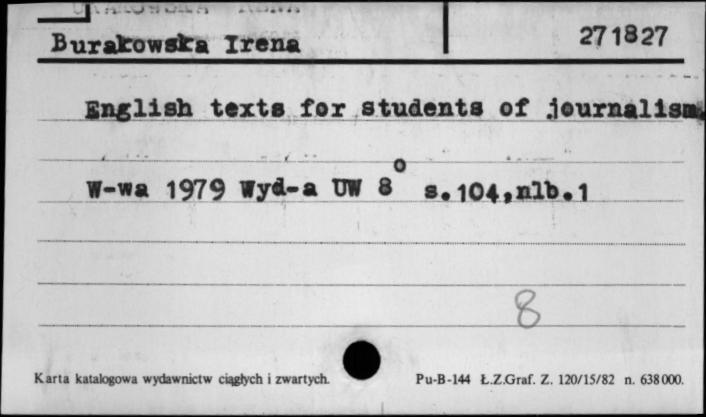 Burakowska Irena 271827
English texts for students of journalism.
W-wa 1979 Wyd-a UW 8° s.104,nlb.1
8
Karta katalogowa wydawnictw ciągłych i zwartych. Pu-B-144 Ł.Z.Graf. Z. 120/15/82 n. 638000.